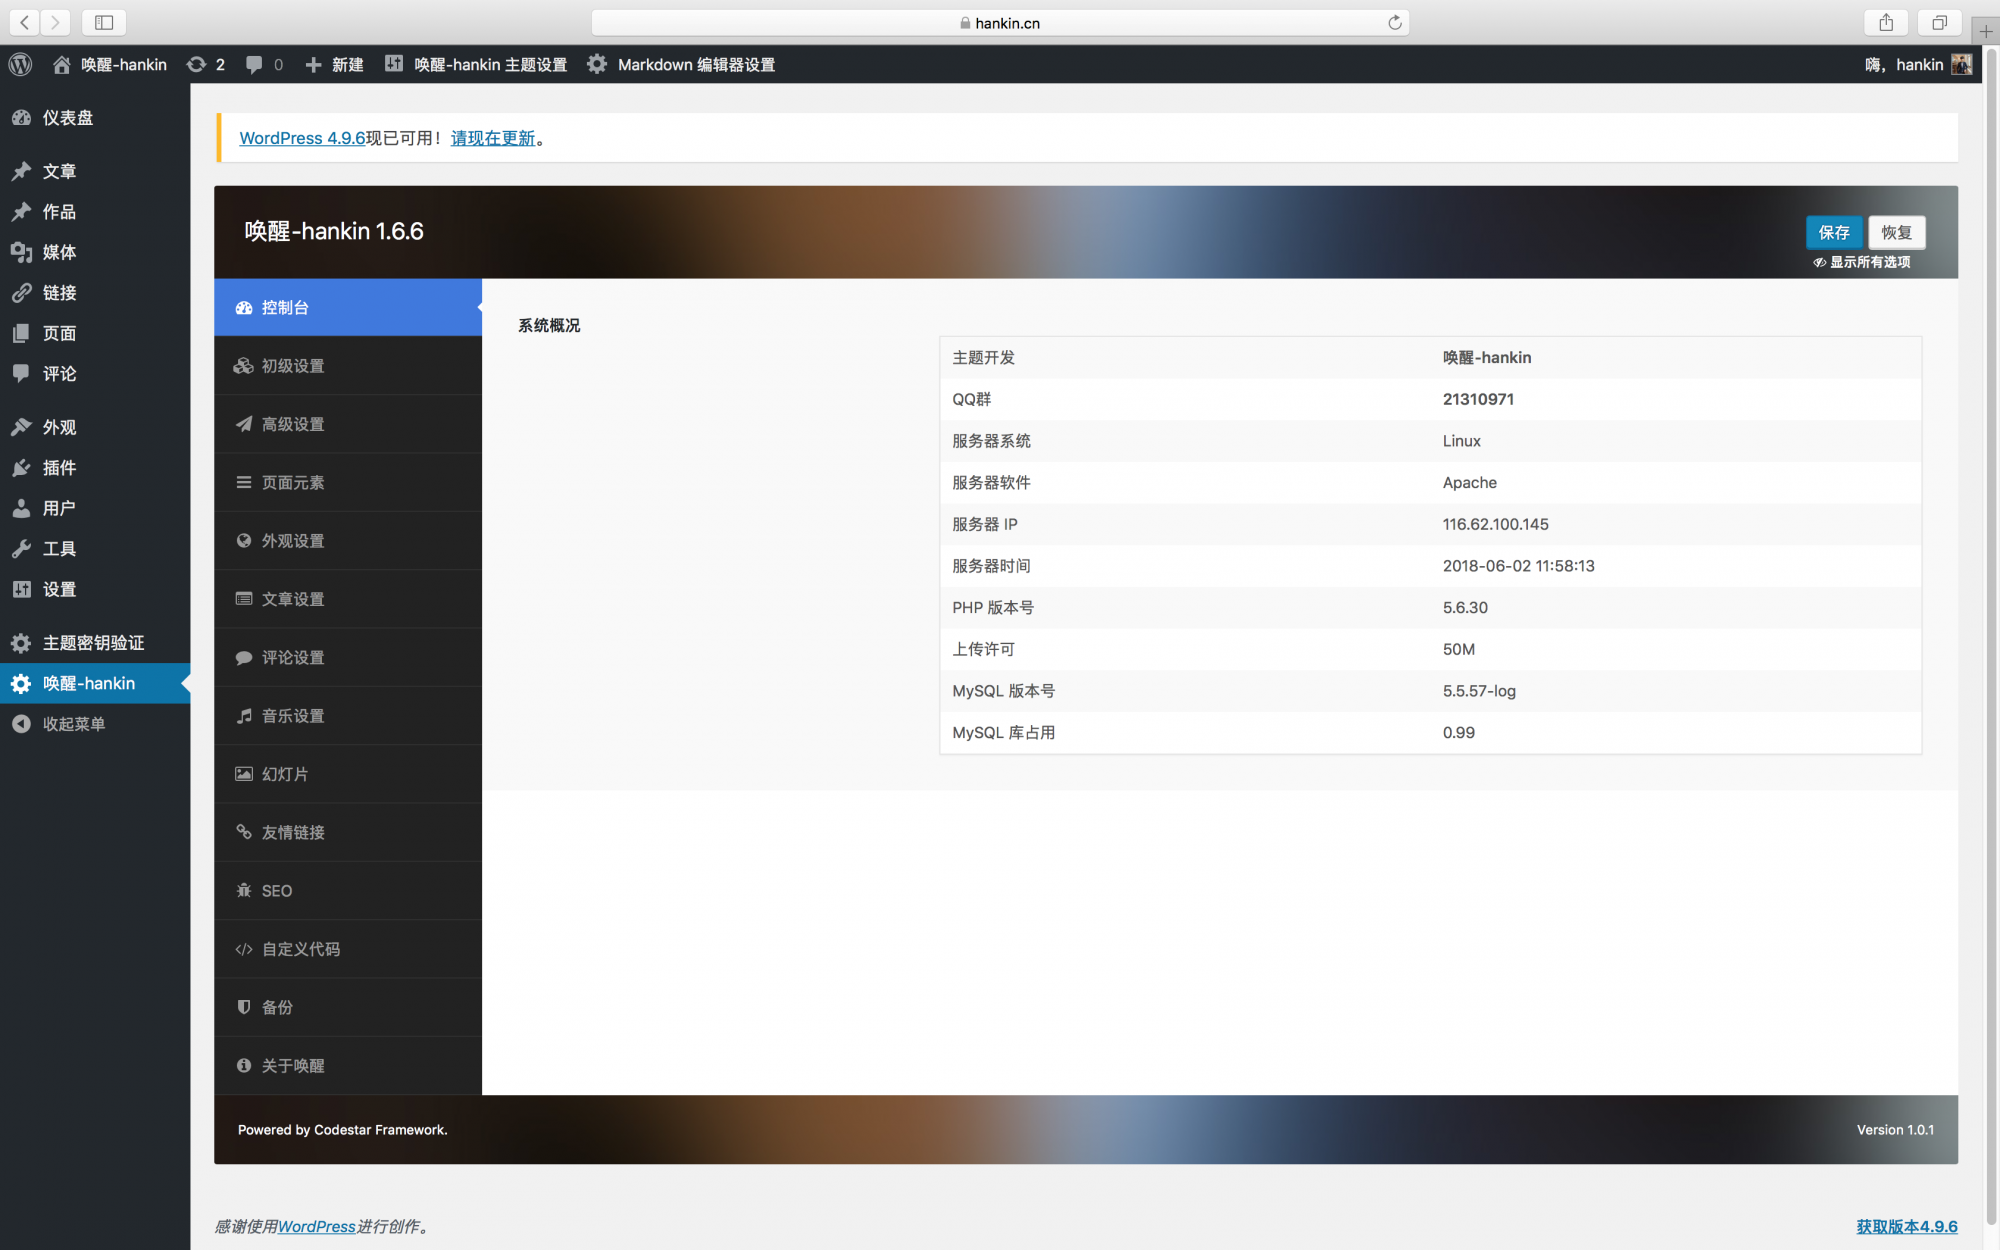 hankin.cn
唤醒-hankin 2 0 新建 唤醒-hankin 主题设置 Markdown 编辑器设置 嗨，hankin
仪表盘
文章
作品
媒体
链接
页面
评论
外观
插件
用户
工具
设置
主题密钥验证
唤醒-hankin
收起菜单
WordPress 4.9.6现已可用！请现在更新。
唤醒-hankin 1.6.6
保存 恢复
显示所有选项
控制台
初级设置
高级设置
页面元素
外观设置
文章设置
评论设置
音乐设置
幻灯片
友情链接
SEO
自定义代码
备份
关于唤醒
系统概况
主题开发 唤醒-hankin
QQ群 21310971
服务器系统 Linux
服务器软件 Apache
服务器 IP 116.62.100.145
服务器时间 2018-06-02 11:58:13
PHP 版本号 5.6.30
上传许可 50M
MySQL 版本号 5.5.57-log
MySQL 库占用 0.99
Powered by Codestar Framework. Version 1.0.1
感谢使用WordPress进行创作。 获取版本4.9.6